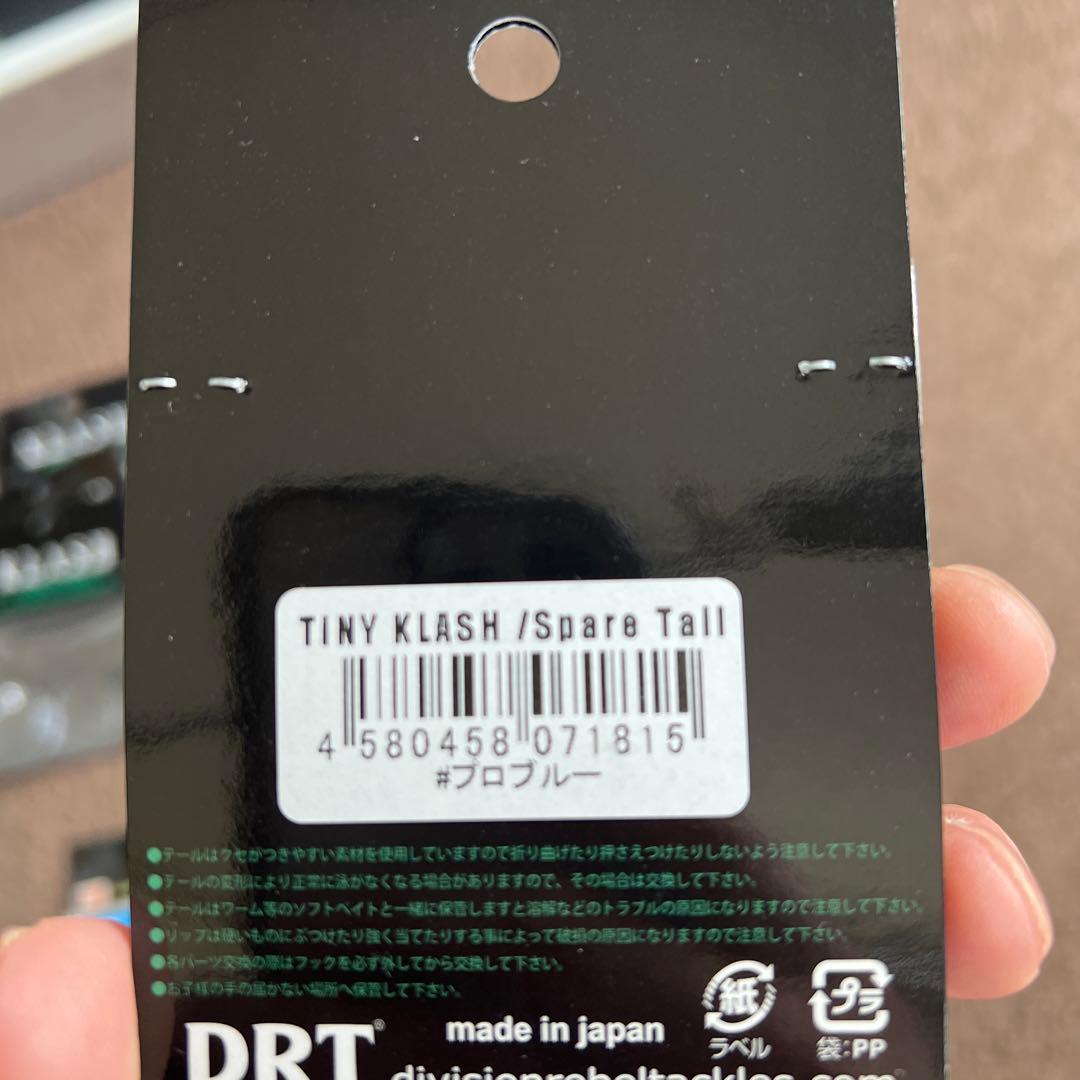 TINY KLASH /Spare Tail
4 580458 071815
#プロブルー
●テールはクセがつきやすい素材を使用していますので折り曲げたり押さえつけたりしないよう注意して下さい。
●テールの変形により正常に泳がなくなる場合がありますので、その場合は交換して下さい。
●テールはワーム等のソフトベイトと一緒に保管しますと溶解などのトラブルの原因になりますので注意して下さい。
●リップは硬いものにぶつけたり強く当てたりする事によって破損の原因になりますので注意して下さい。
●各パーツ交換の際はフックを必ず外してから交換して下さい。
●お子様の手の届かない場所へ保管して下さい。
紙
ラベル
プラ
袋:PP
DRT®
made in japan
divisionrebeltackles.com